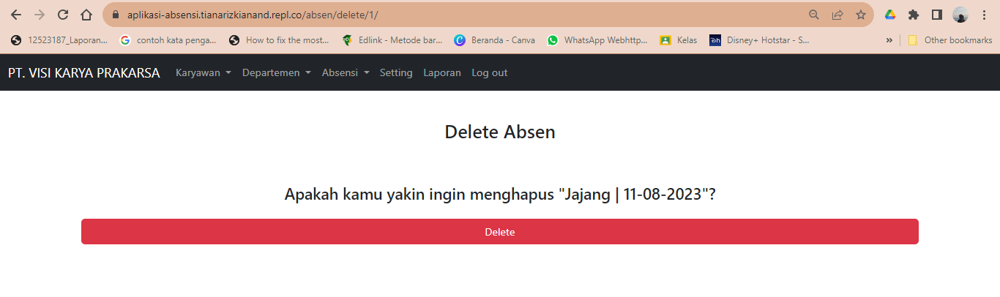 aplikasi-absensi.tianarizkianand.repl.co/absen/delete/1/
12523187_Laporan... contoh kata penga... How to fix the most... Edlink - Metode bar... Beranda - Canva WhatsApp Webhttp... Kelas Disney+ Hotstar - S... » Other bookmarks
PT. VISI KARYA PRAKARSA Karyawan Departemen Absensi Setting Laporan Log out
Delete Absen
Apakah kamu yakin ingin menghapus "Jajang | 11-08-2023"?
Delete